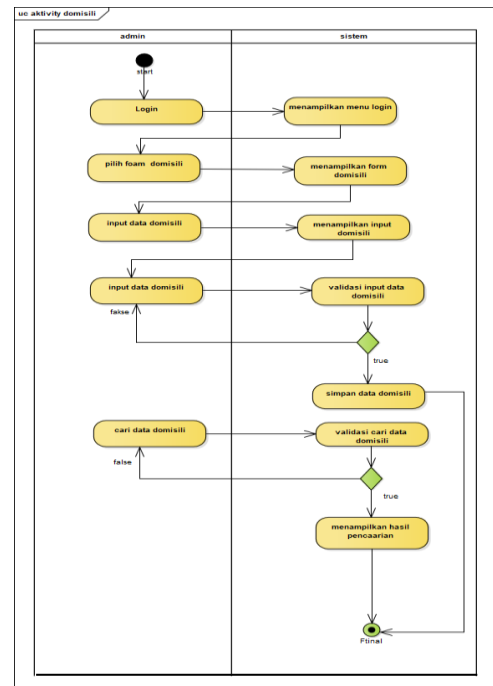 uc aktivity domisili
admin
sistem
start
Login
menampilkan menu login
pilih foam domisili
menampilkan form
domisili
input data domisili
menampilkan input
domisili
input data domisili
validasi input data
domisili
fakse
true
simpan data domisili
cari data domisili
validasi cari data
domisili
false
true
menampilkan hasil
pencaarian
Ftinal